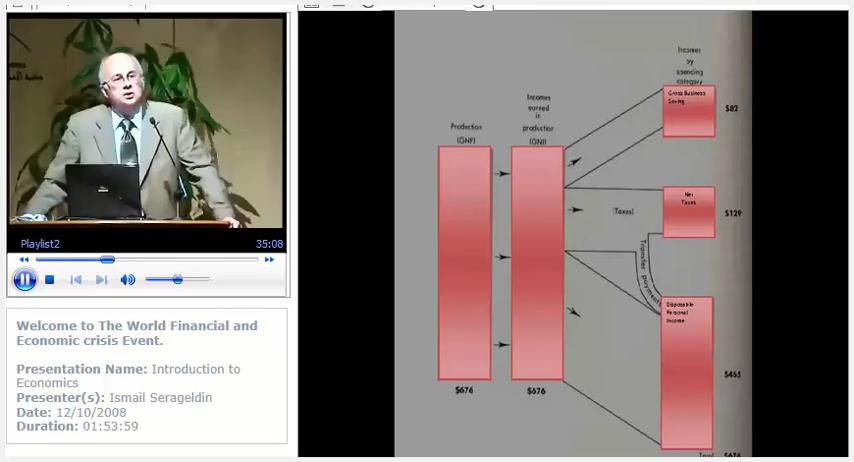 Playlist2
35:08
Welcome to The World Financial and
Economic crisis Event.
Presentation Name: Introduction to
Economics
Presenter(s): Ismail Serageldin
Date: 12/10/2008
Duration: 01:53:59
Production
(GNP)
$676
Incomes
earned
in
production
(GNI)
$676
Taxes
Transfer payments
Incomes
by
spending
category
Gross Business
Saving
$82
Net
Taxes
$129
Disposable
Personal
Income
$465
Total
$676